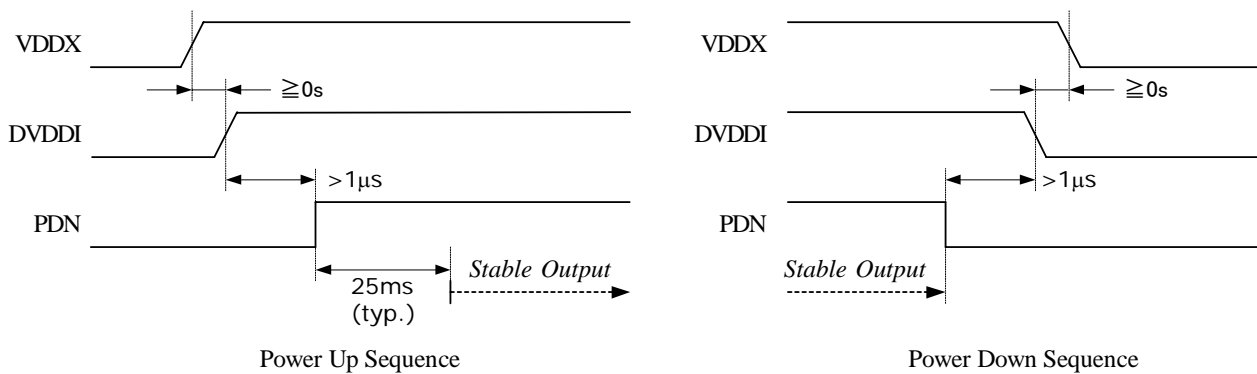 VDDX
≧0s
DVDDI
>1μs
PDN
Stable Output
25ms
(typ.)
Power Up Sequence
VDDX
≧0s
DVDDI
>1μs
PDN
Stable Output
Power Down Sequence